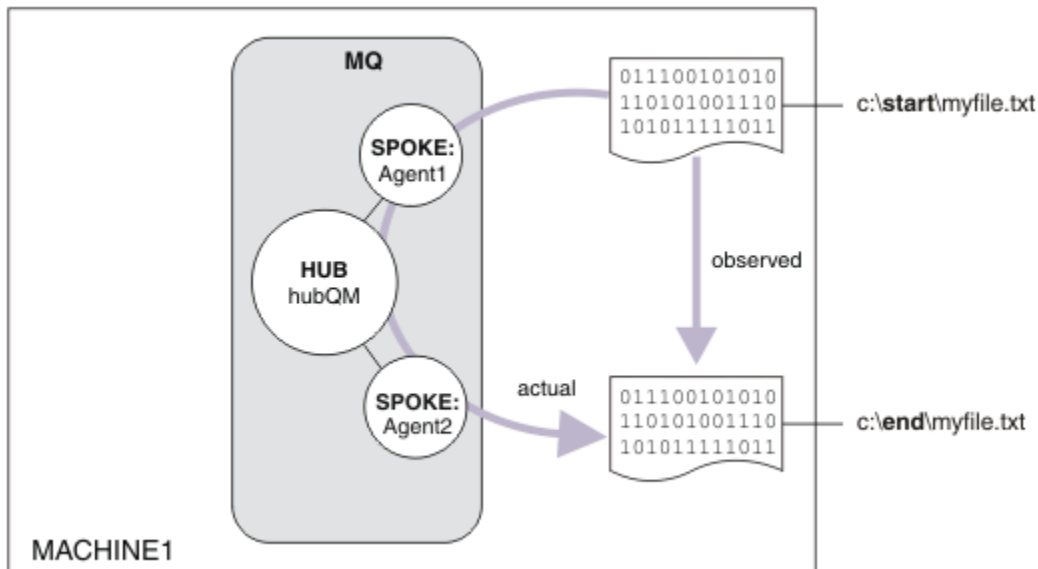 MQ
011100101010
110101001110
101011111011
c:\start\myfile.txt
SPOKE:
Agent1
HUB
hubQM
observed
SPOKE:
Agent2
actual
011100101010
110101001110
101011111011
c:\end\myfile.txt
MACHINE1